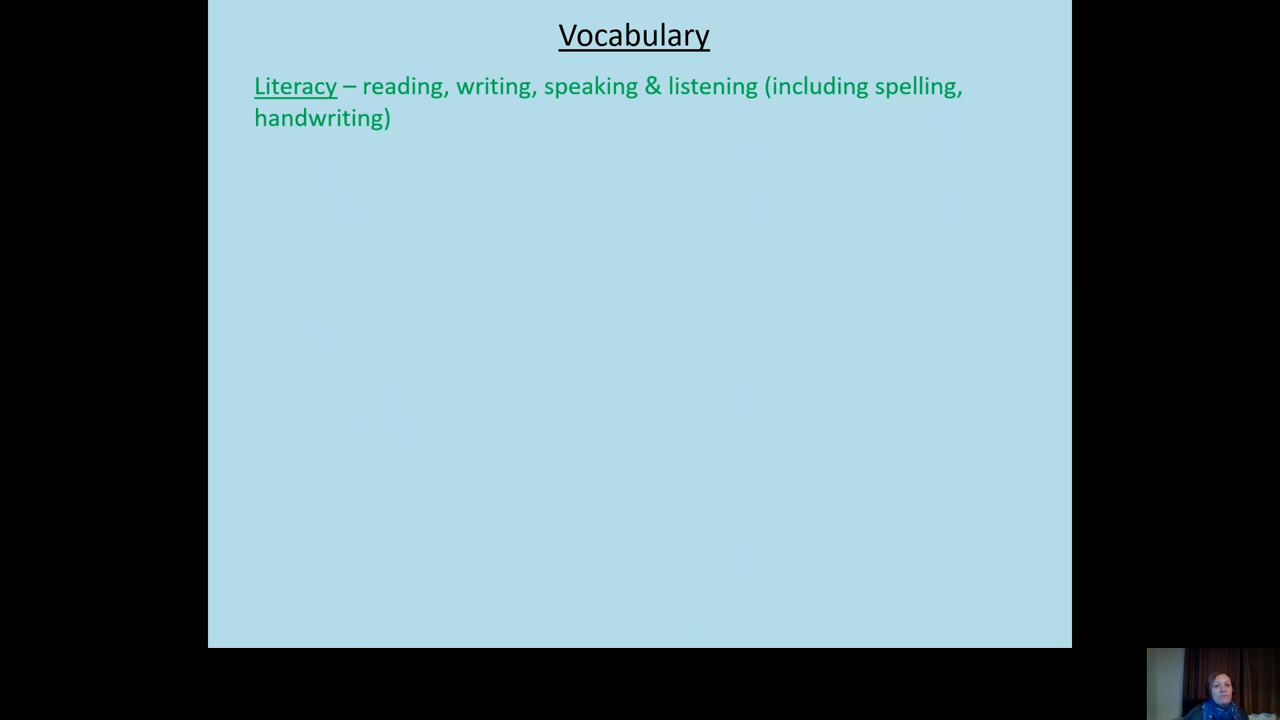 Vocabulary
Literacy – reading, writing, speaking & listening (including spelling,
handwriting)